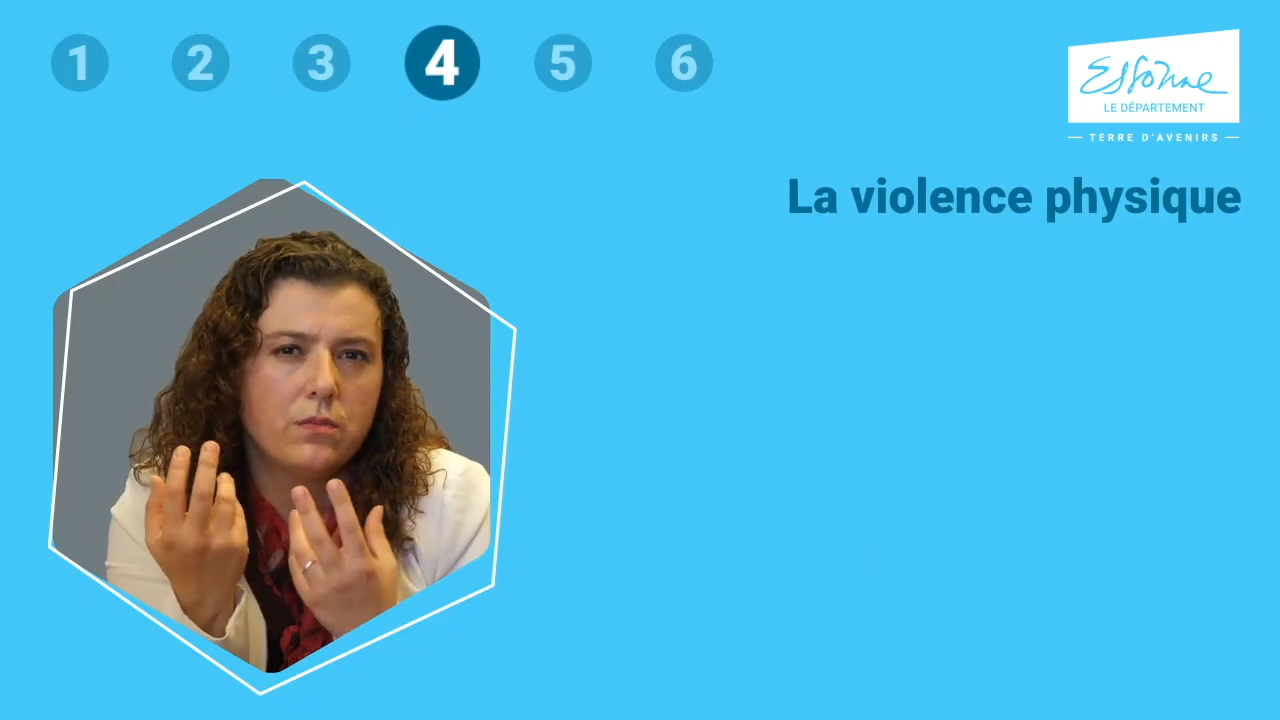 1 2 3 4 5 6
Essonne
LE DÉPARTEMENT
TERRE D'AVENIRS
La violence physique